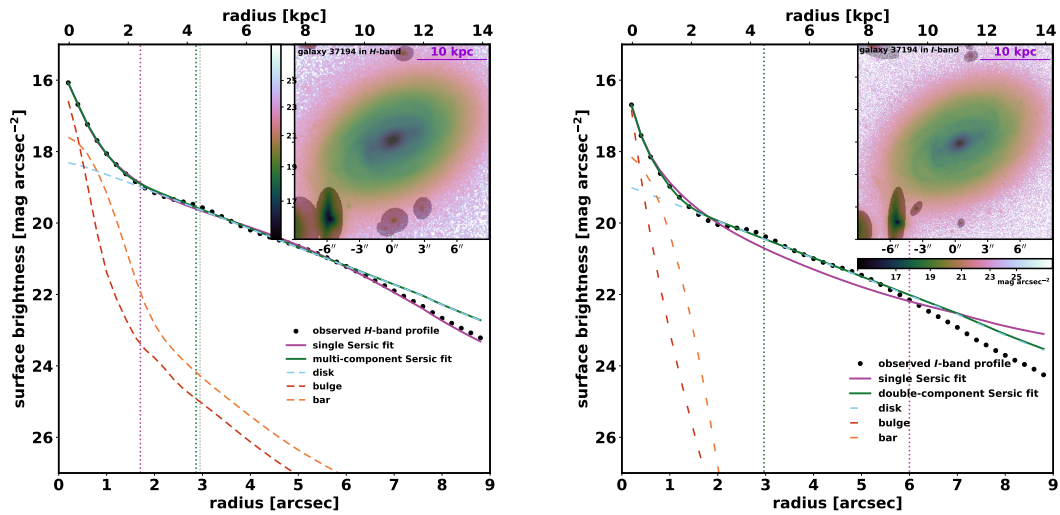 radius [kpc]
0 2 4 6 8 10 12 14
surface brightness [mag arcsec⁻²]
16
18
20
22
24
26
galaxy 37194 in H-band
10 kpc
25
21
19
17
-6″ 0″ 3″ 6″
observed H-band profile
single Sersic fit
multi-component Sersic fit
disk
bulge
bar
0 1 2 3 4 5 6 7 8 9
radius [arcsec]
radius [kpc]
0 2 4 6 8 10 12 14
surface brightness [mag arcsec⁻²]
16
18
20
22
24
26
galaxy 37194 in I-band
10 kpc
-6″ -3″ 0″ 3″ 6″
17 19 21 23
mag arcsec⁻²
observed I-band profile
single Sersic fit
double-component Sersic fit
disk
bulge
bar
0 1 2 3 4 5 6 7 8 9
radius [arcsec]